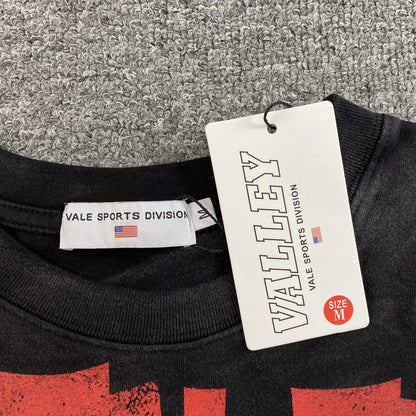 VALE SPORTS DIVISION
M
VALLEY
VALE SPORTS DIVISION
SIZE
M